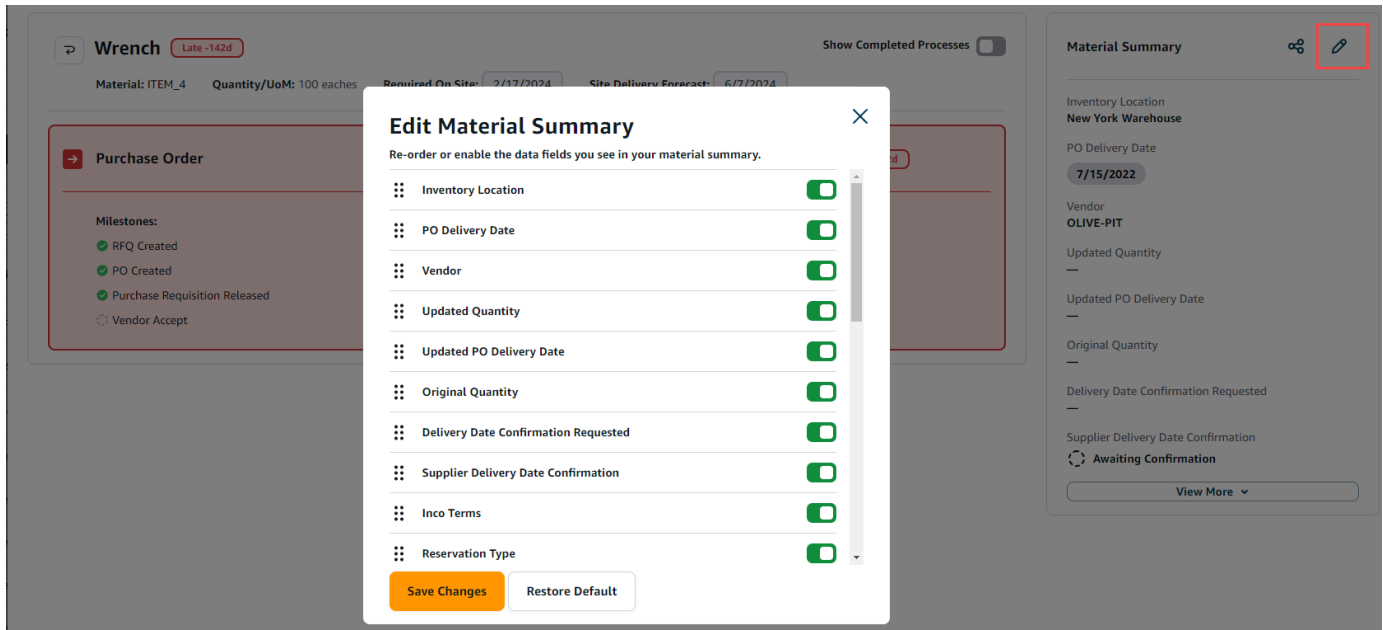 Wrench
Late -142d
Show Completed Processes
Material: ITEM_4 Quantity/UoM: 100 eaches Required On Site: 2/17/2024 Site Delivery Forecast: 6/7/2024
Purchase Order
Milestones:
RFQ Created
PO Created
Purchase Requisition Released
Vendor Accept
Edit Material Summary
Re-order or enable the data fields you see in your material summary.
Inventory Location
PO Delivery Date
Vendor
Updated Quantity
Updated PO Delivery Date
Original Quantity
Delivery Date Confirmation Requested
Supplier Delivery Date Confirmation
Inco Terms
Reservation Type
Save Changes
Restore Default
Material Summary
Inventory Location
New York Warehouse
PO Delivery Date
7/15/2022
Vendor
OLIVE-PIT
Updated Quantity
—
Updated PO Delivery Date
—
Original Quantity
—
Delivery Date Confirmation Requested
—
Supplier Delivery Date Confirmation
Awaiting Confirmation
View More